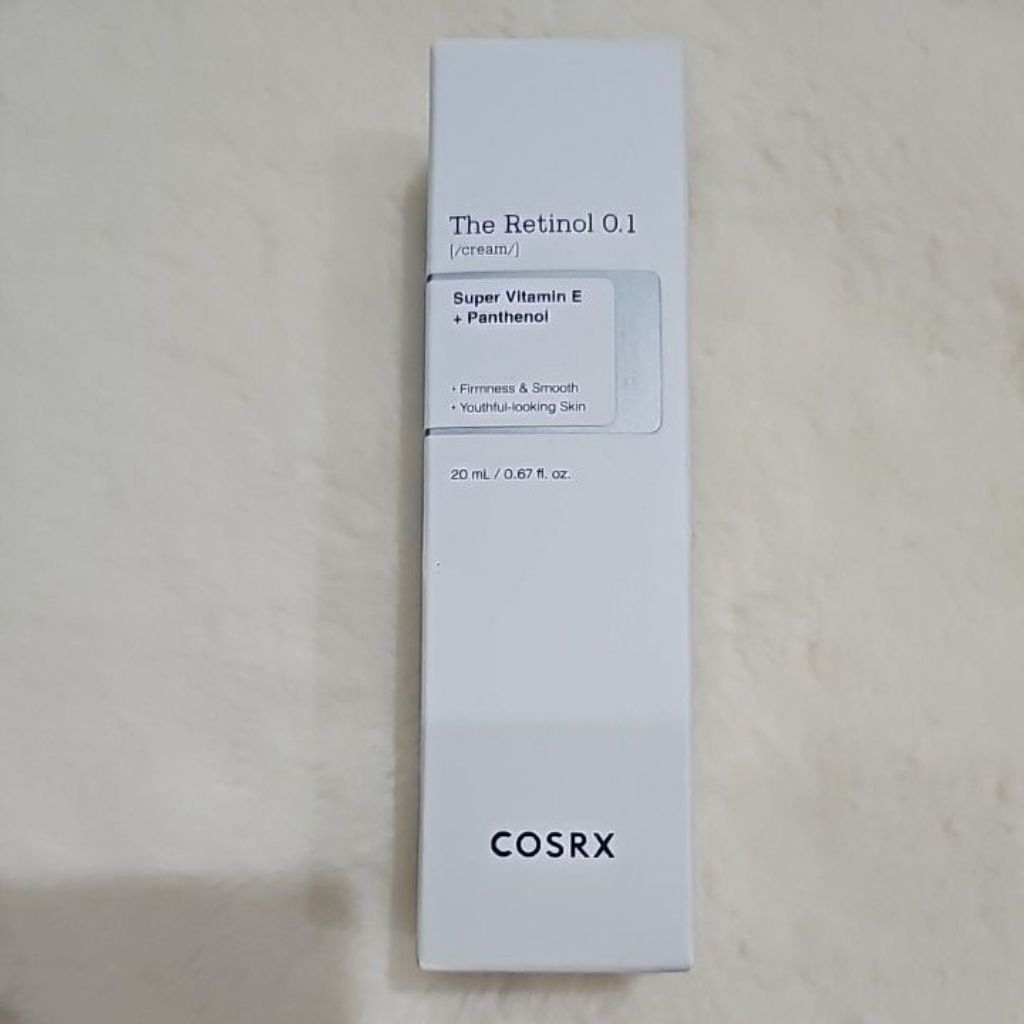 The Retinol 0.1
[/cream/]
Super Vitamin E
+ Panthenol
• Firmness & Smooth
• Youthful-looking Skin
20 mL / 0.67 fl. oz.
COSRX